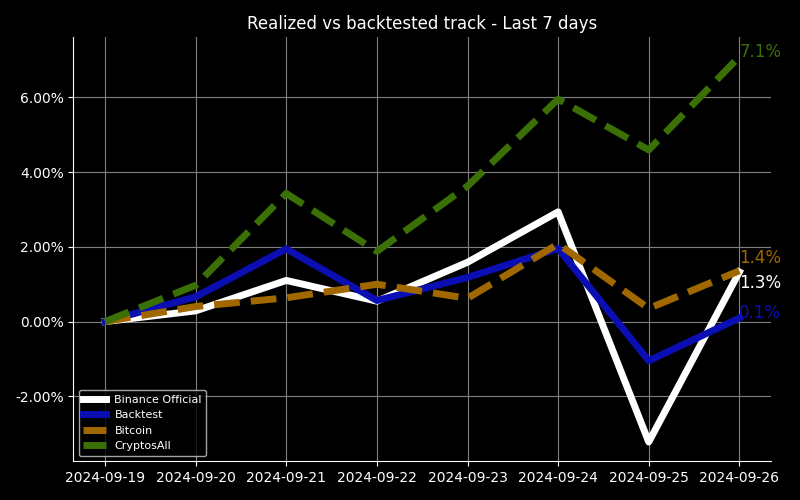 Realized vs backtested track - Last 7 days
7.1%
6.00%
4.00%
2.00%
1.4%
1.3%
0.1%
0.00%
-2.00%
Binance Official
Backtest
Bitcoin
CryptosAll
2024-09-19 2024-09-20 2024-09-21 2024-09-22 2024-09-23 2024-09-24 2024-09-25 2024-09-26